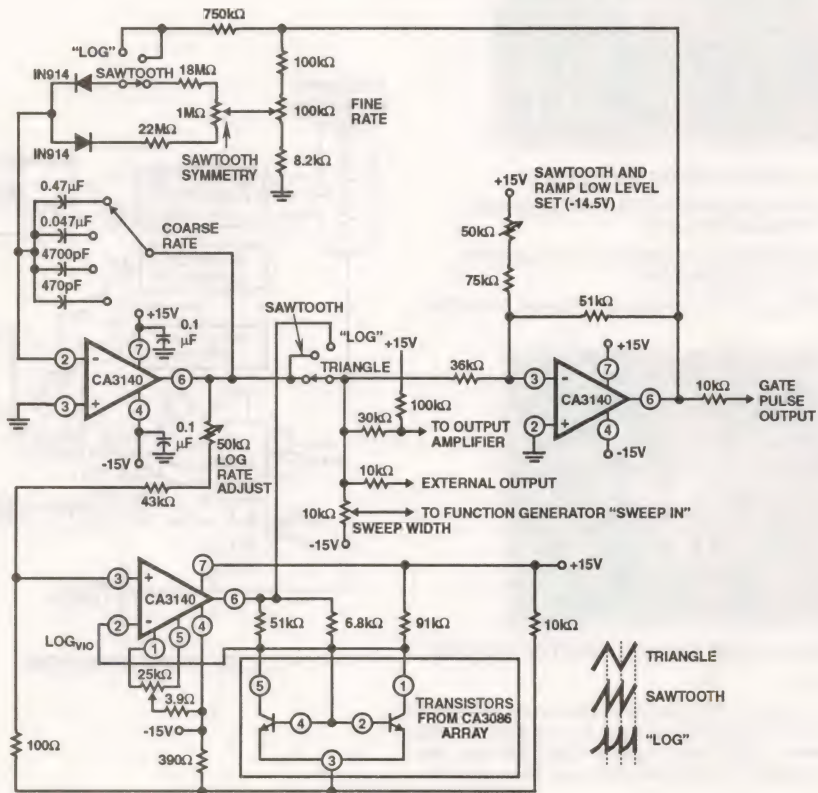 750kΩ
"LOG"
IN914
SAWTOOTH
18MΩ
100kΩ
1MΩ
100kΩ
FINE
RATE
22MΩ
IN914
SAWTOOTH
SYMMETRY
8.2kΩ
0.47µF
0.047µF
4700pF
470pF
COARSE
RATE
+15V
SAWTOOTH AND
RAMP LOW LEVEL
SET (-14.5V)
50kΩ
75kΩ
51kΩ
+15V
0.1
µF
7
2
-
CA3140
6
3
+
4
0.1
µF
-15V
SAWTOOTH
"LOG"
TRIANGLE
+15V
36kΩ
100kΩ
30kΩ
TO OUTPUT
AMPLIFIER
+15V
7
3
-
CA3140
6
2
+
4
-15V
10kΩ
GATE
PULSE
OUTPUT
50kΩ
LOG
RATE
ADJUST
43kΩ
10kΩ
EXTERNAL OUTPUT
10kΩ
TO FUNCTION GENERATOR "SWEEP IN"
SWEEP WIDTH
-15V
3
+
CA3140
7
6
2
-
5
4
1
LOGVIO
25kΩ
3.9Ω
-15V
100Ω
390Ω
51kΩ
6.8kΩ
91kΩ
+15V
10kΩ
5
1
4
2
3
TRANSISTORS
FROM CA3086
ARRAY
TRIANGLE
SAWTOOTH
"LOG"